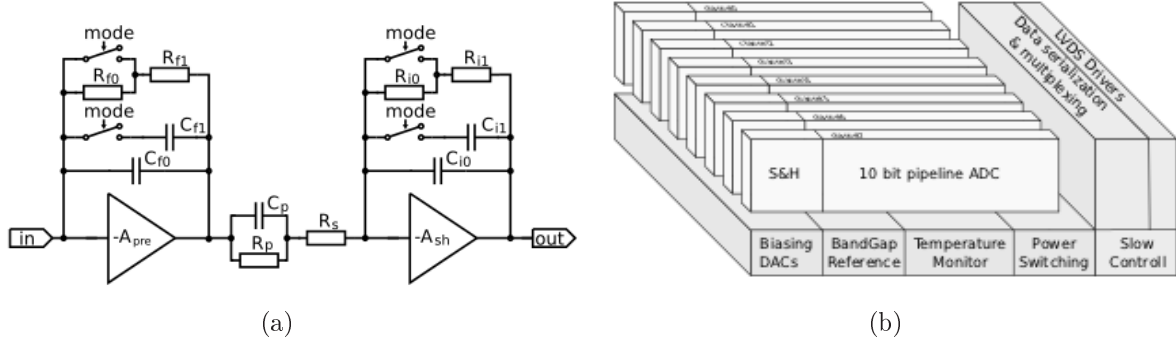 mode
R_f0
R_f1
mode
C_f1
C_f0
in
-A_pre
C_p
R_p
R_s
mode
R_i0
R_i1
mode
C_i1
C_i0
-A_sh
out
(a)
LVDS Drivers
Data serialization
& multiplexing
S&H
10 bit pipeline ADC
Biasing
DACs
BandGap
Reference
Temperature
Monitor
Power
Switching
Slow
Controll
(b)